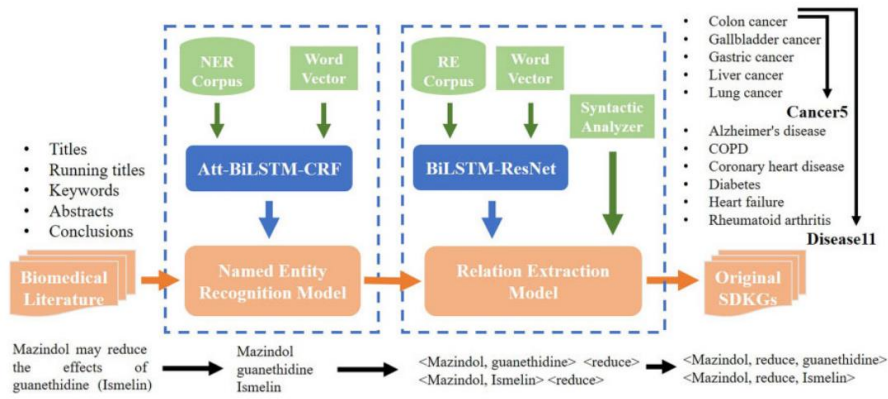 • Titles
• Running titles
• Keywords
• Abstracts
• Conclusions
Biomedical
Literature
NER
Corpus
Word
Vector
Att-BiLSTM-CRF
Named Entity
Recognition Model
RE
Corpus
Word
Vector
Syntactic
Analyzer
BiLSTM-ResNet
Relation Extraction
Model
• Colon cancer
• Gallbladder cancer
• Gastric cancer
• Liver cancer
• Lung cancer
Cancer5
• Alzheimer's disease
• COPD
• Coronary heart disease
• Diabetes
• Heart failure
• Rheumatoid arthritis
Disease11
Original
SDKGs
Mazindol may reduce
the effects of
guanethidine (Ismelin)
Mazindol
guanethidine
Ismelin
<Mazindol, guanethidine> <reduce>
<Mazindol, Ismelin> <reduce>
<Mazindol, reduce, guanethidine>
<Mazindol, reduce, Ismelin>